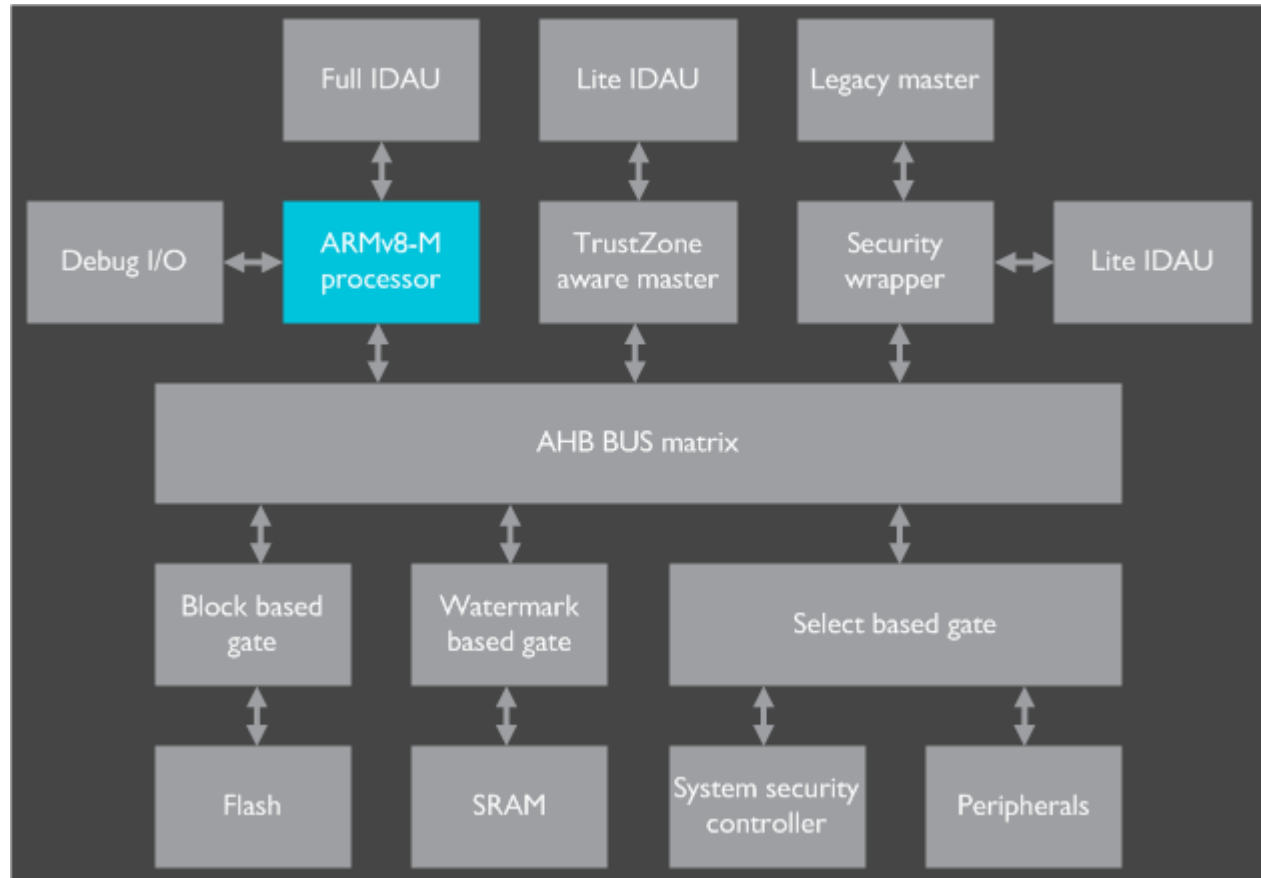 Full IDAU
Lite IDAU
Legacy master
Debug I/O
ARMv8-M
processor
TrustZone
aware master
Security
wrapper
Lite IDAU
AHB BUS matrix
Block based
gate
Watermark
based gate
Select based gate
Flash
SRAM
System security
controller
Peripherals